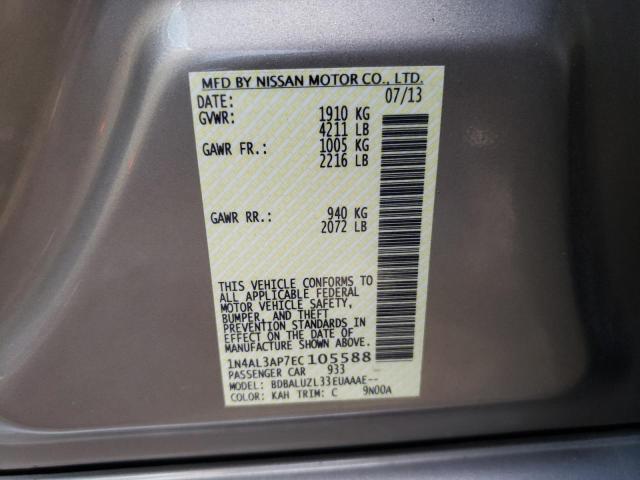 MFD BY NISSAN MOTOR CO., LTD.
DATE: 07/13
GVWR: 1910 KG
4211 LB
GAWR FR.: 1005 KG
2216 LB
GAWR RR.: 940 KG
2072 LB
THIS VEHICLE CONFORMS TO
ALL APPLICABLE FEDERAL
MOTOR VEHICLE SAFETY,
BUMPER, AND THEFT
PREVENTION STANDARDS IN
EFFECT ON THE DATE OF
MANUFACTURE SHOWN ABOVE.
1N4AL3AP7EC105588
PASSENGER CAR 933
MODEL: BDBALUZL33EUAAAE--
COLOR: KAH TRIM: C 9N00A